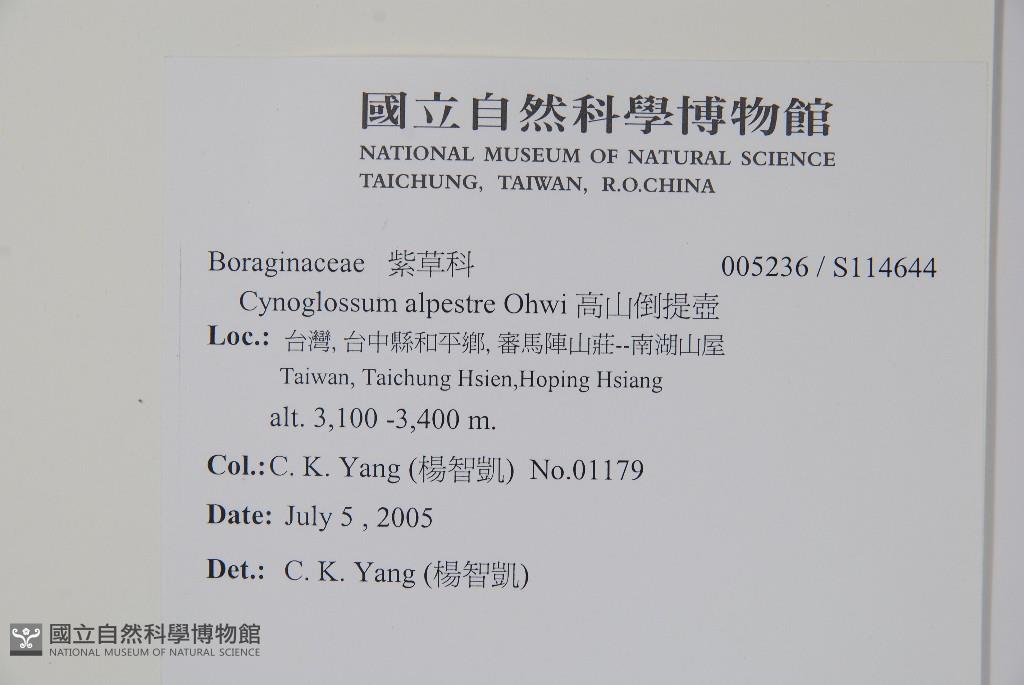 國立自然科學博物館
NATIONAL MUSEUM OF NATURAL SCIENCE
TAICHUNG, TAIWAN, R.O.CHINA
Boraginaceae 紫草科 005236 / S114644
Cynoglossum alpestre Ohwi 高山倒提壺
Loc.: 台灣, 台中縣和平鄉, 審馬陣山莊--南湖山屋
Taiwan, Taichung Hsien,Hoping Hsiang
alt. 3,100 -3,400 m.
Col.:C. K. Yang (楊智凱) No.01179
Date: July 5 , 2005
Det.: C. K. Yang (楊智凱)
國立自然科學博物館
NATIONAL MUSEUM OF NATURAL SCIENCE